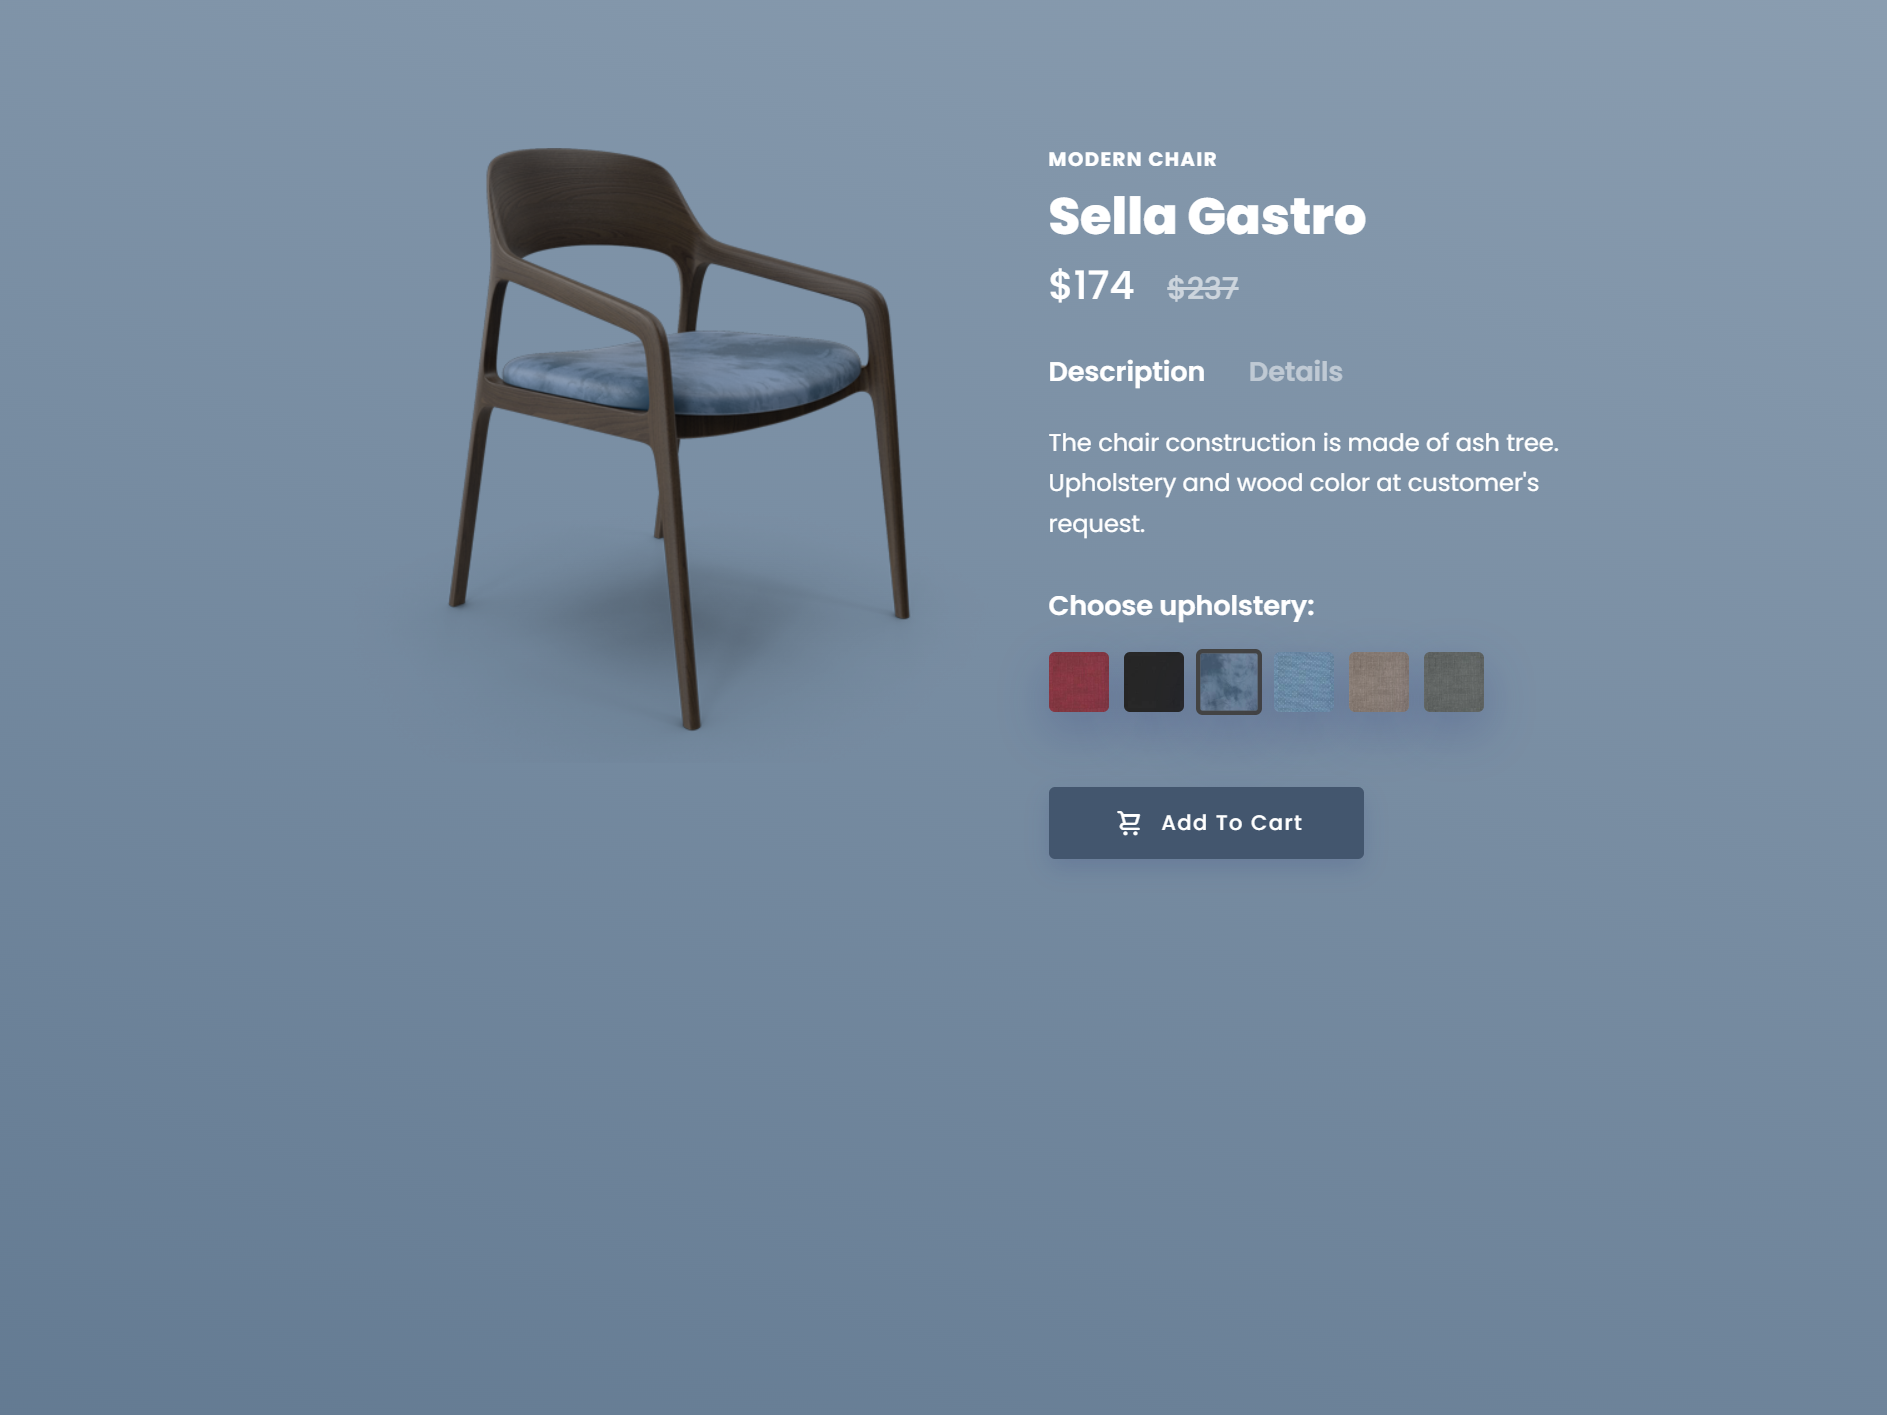 MODERN CHAIR
Sella Gastro
$174 $237
Description Details
The chair construction is made of ash tree.
Upholstery and wood color at customer's
request.
Choose upholstery:
Add To Cart